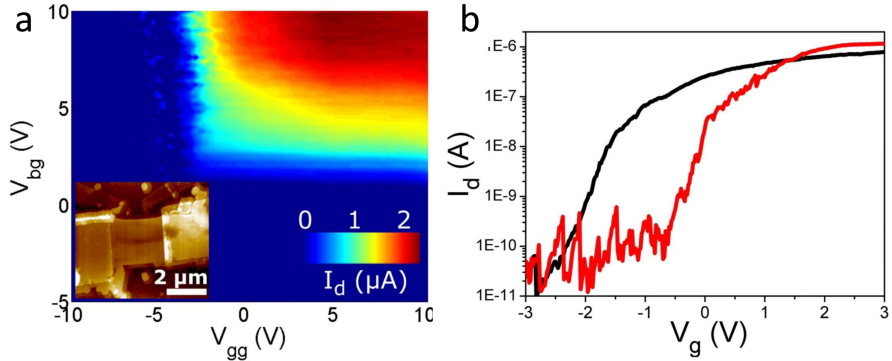 a
10
5
0
-5
V_bg (V)
-10
-5
0
5
10
V_gg (V)
2 µm
0 1 2
I_d (µA)
b
1E-6
1E-7
1E-8
1E-9
1E-10
1E-11
I_d (A)
-3 -2 -1 0 1 2 3
V_g (V)